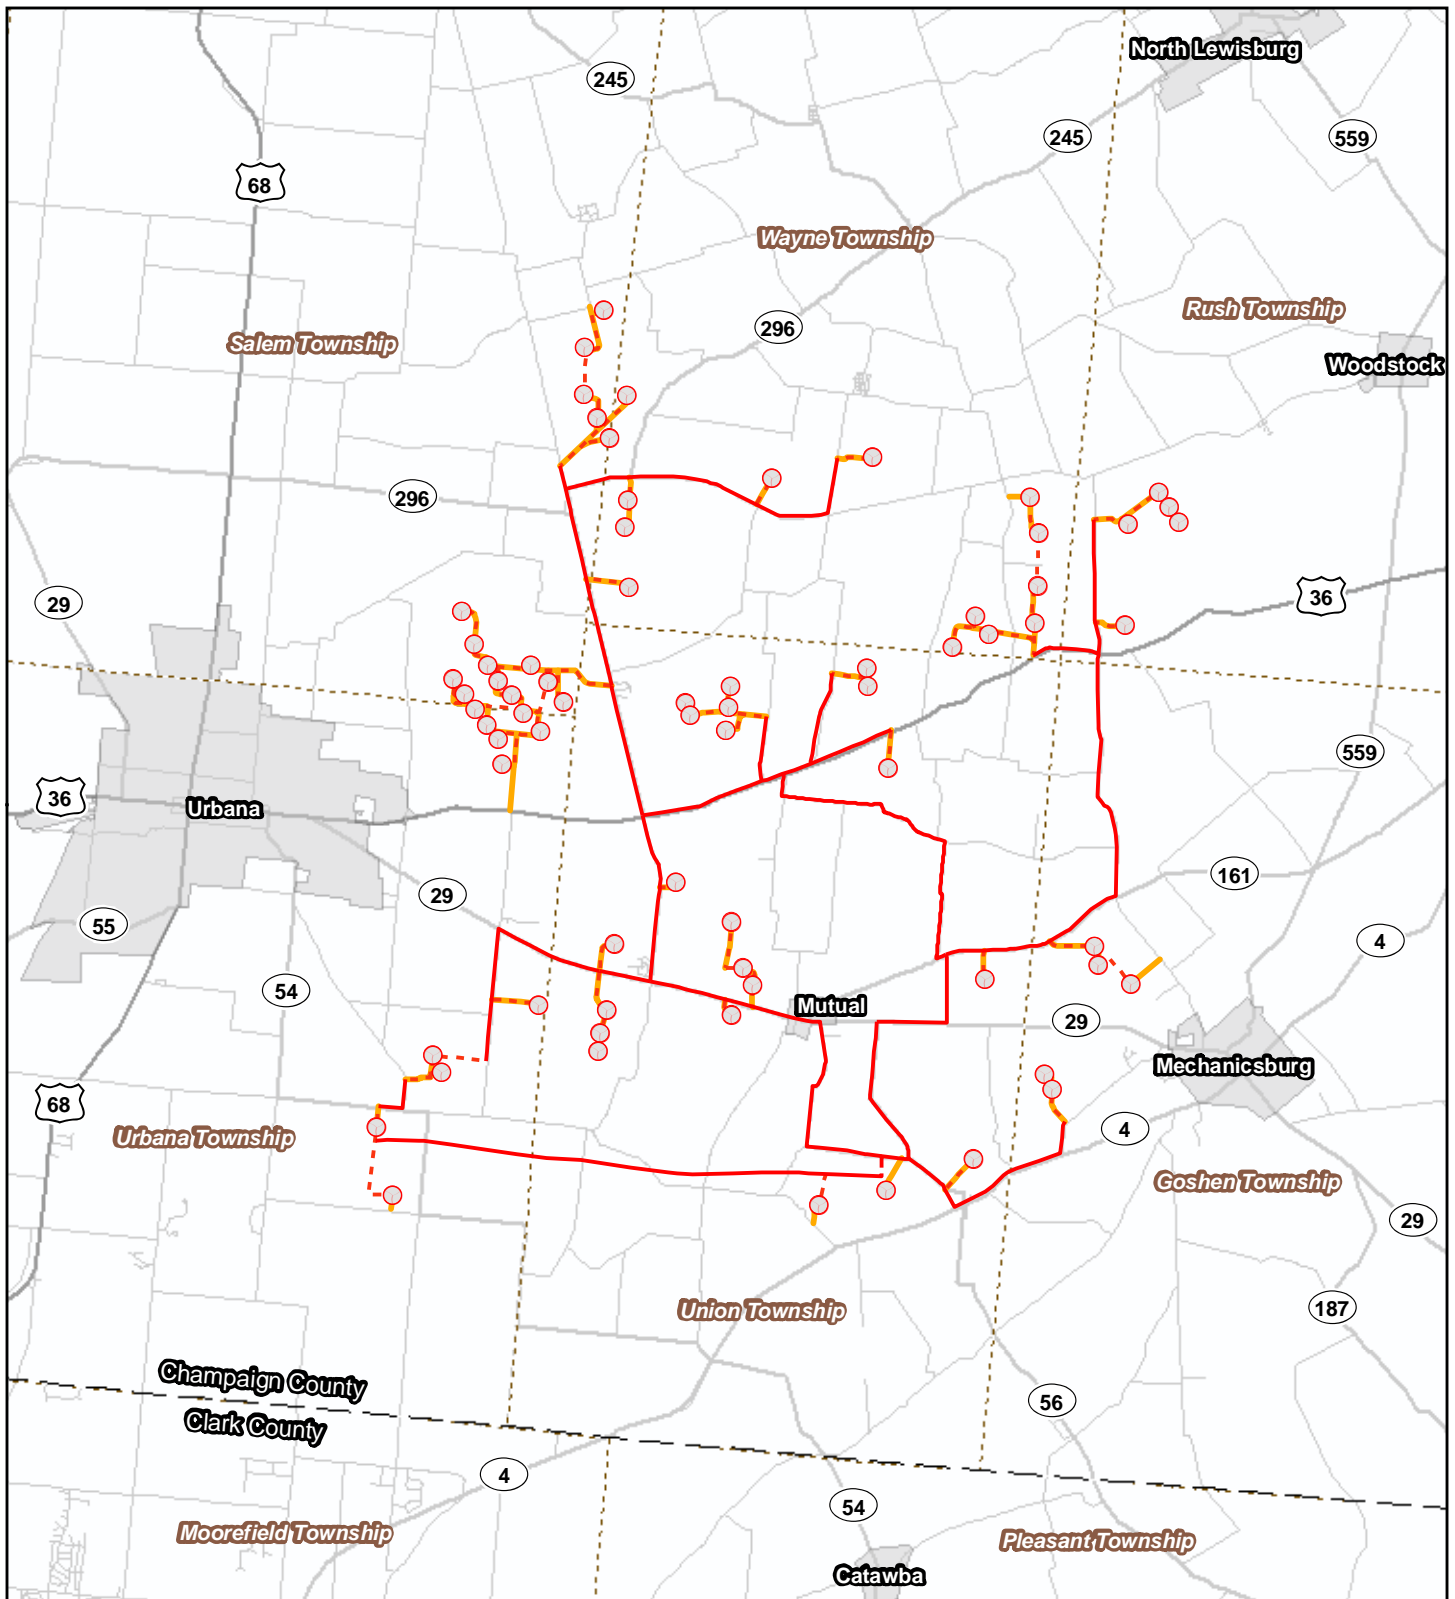 North Lewisburg
245
245
559
68
Wayne Township
Rush Township
296
Salem Township
Woodstock
296
29
36
559
36
Urbana
161
29
55
4
54
Mutual
29
Mechanicsburg
68
4
Urbana Township
Goshen Township
29
Union Township
187
Champaign County
56
Clark County
4
54
Moorefield Township
Pleasant Township
Catawba